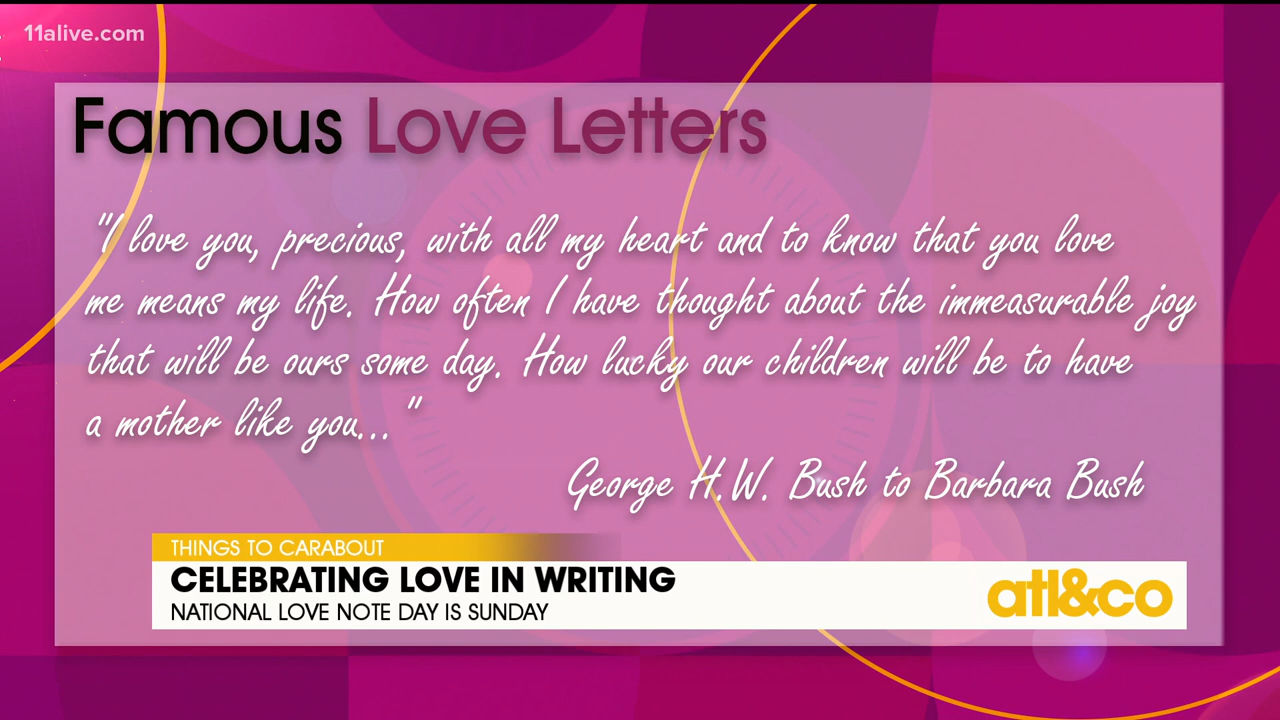 11alive.com
Famous Love Letters
"I love you, precious, with all my heart and to know that you love
me means my life. How often I have thought about the immeasurable joy
that will be ours some day. How lucky our children will be to have
a mother like you... "
George H.W. Bush to Barbara Bush
THINGS TO CARABOUT
CELEBRATING LOVE IN WRITING
NATIONAL LOVE NOTE DAY IS SUNDAY
atl&co